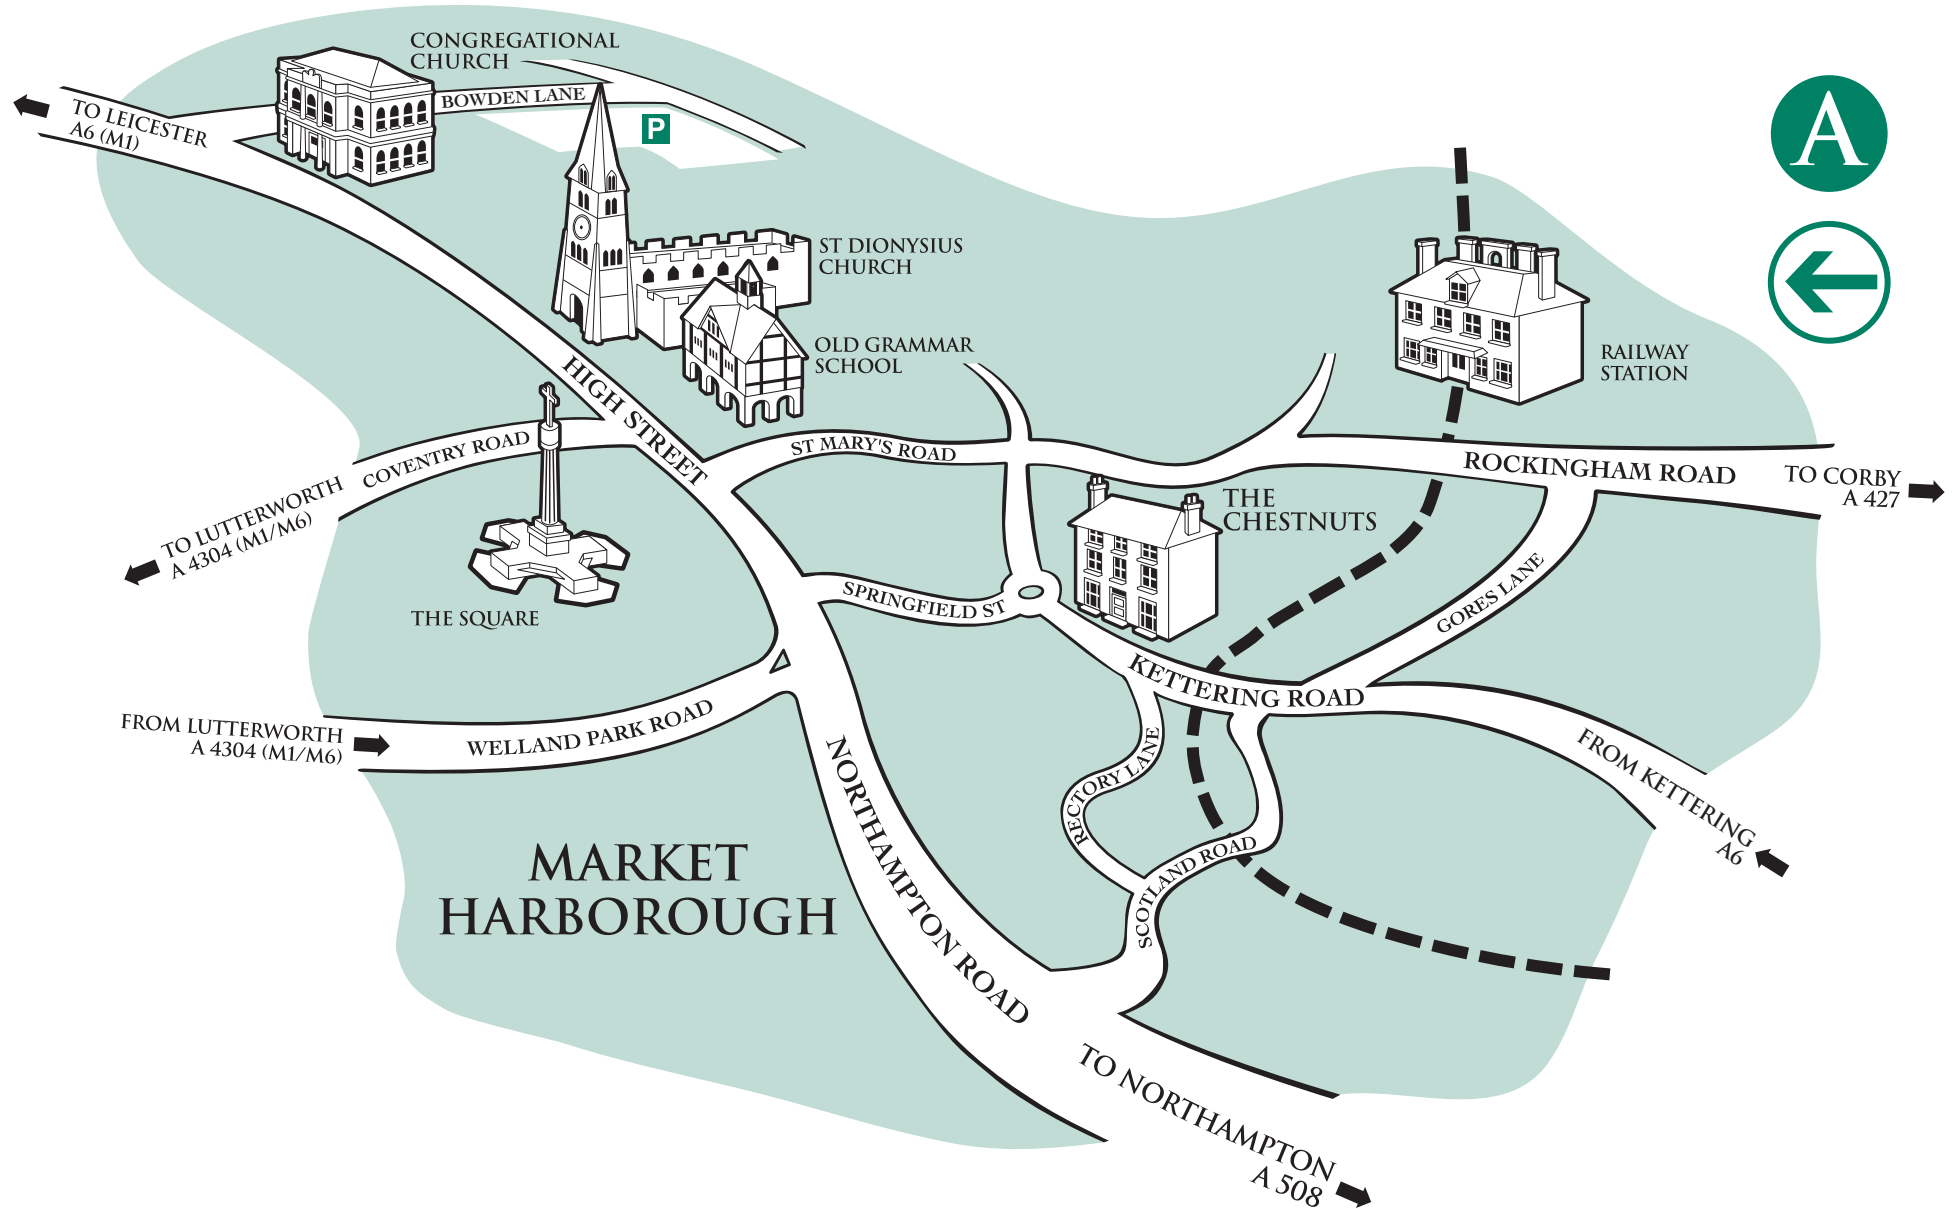 CONGREGATIONAL
CHURCH
BOWDEN LANE
P
TO LEICESTER
A6 (M1)
A
ST DIONYSIUS
CHURCH
OLD GRAMMAR
SCHOOL
RAILWAY
STATION
HIGH STREET
COVENTRY ROAD
ST MARY'S ROAD
ROCKINGHAM ROAD
TO CORBY
A 427
TO LUTTERWORTH
A 4304 (M1/M6)
THE
CHESTNUTS
THE SQUARE
SPRINGFIELD ST
GORES LANE
KETTERING ROAD
FROM LUTTERWORTH
A 4304 (M1/M6)
WELLAND PARK ROAD
RECTORY LANE
FROM KETTERING
A6
NORTHAMPTON ROAD
SCOTLAND ROAD
MARKET
HARBOROUGH
TO NORTHAMPTON
A 508